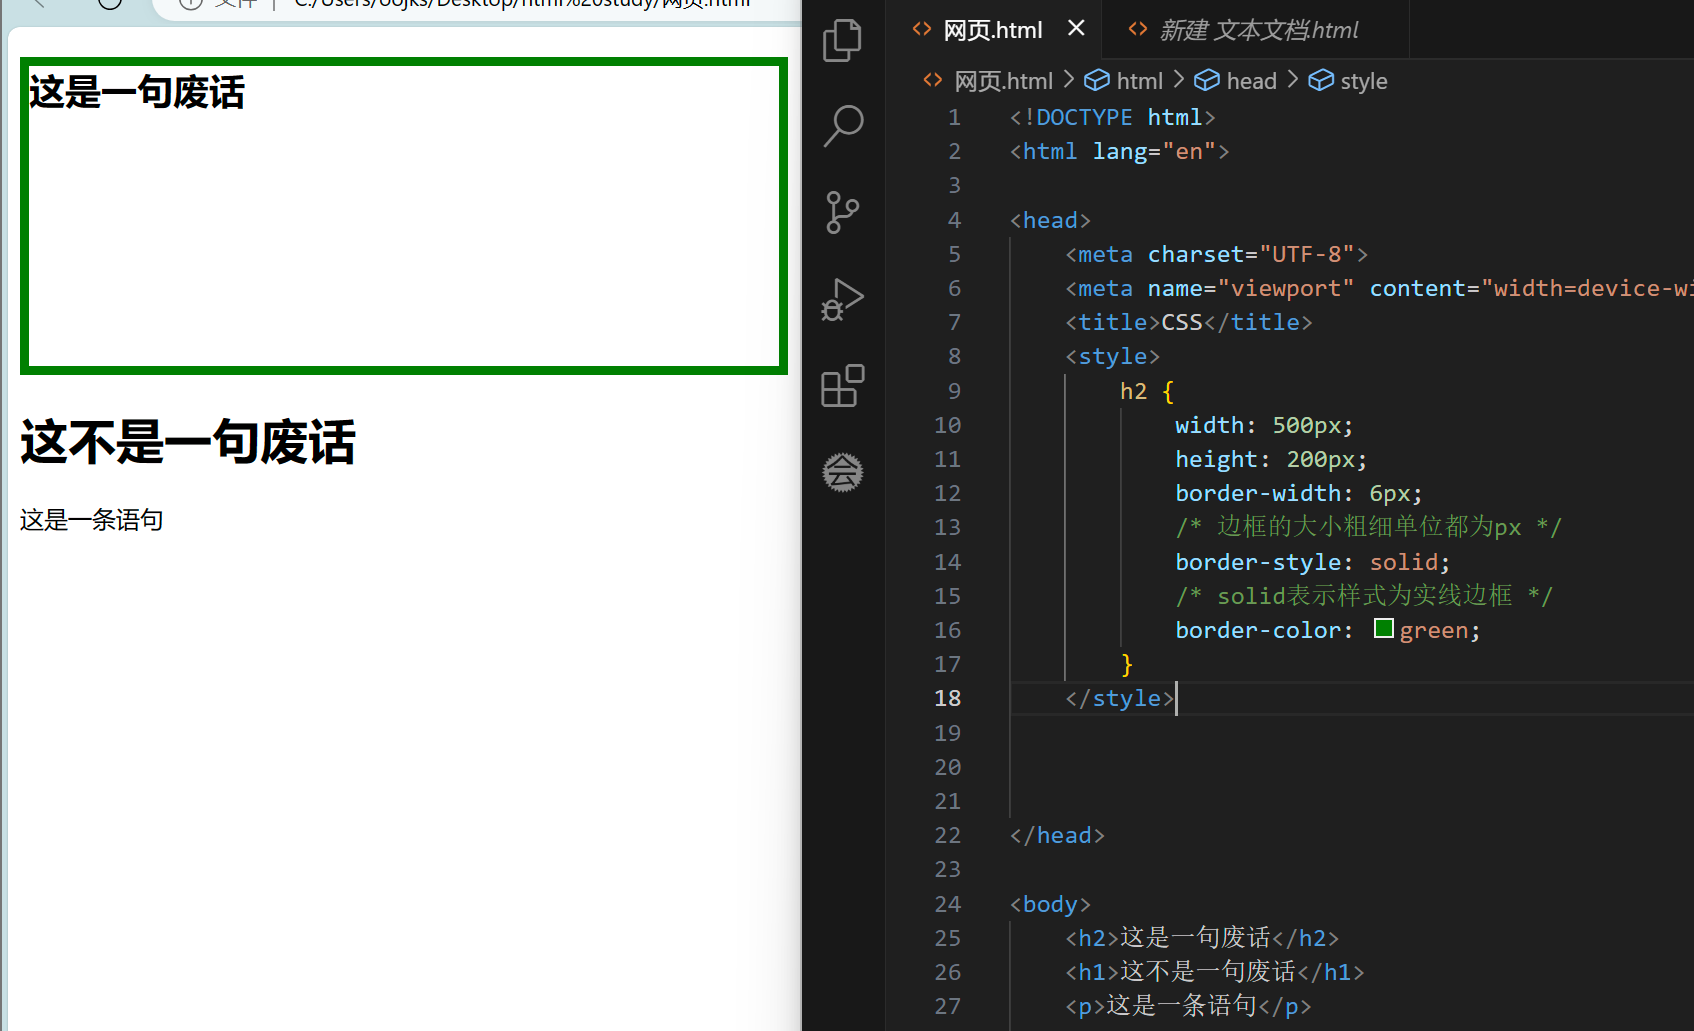 文件 C:/Users/oojks/Desktop/html%20study/网页.html
这是一句废话
这不是一句废话
这是一条语句
网页.html 新建 文本文档.html
网页.html > html > head > style
1 <!DOCTYPE html>
2 <html lang="en">
3
4 <head>
5 <meta charset="UTF-8">
6 <meta name="viewport" content="width=device-wi
7 <title>CSS</title>
8 <style>
9 h2 {
10 width: 500px;
11 height: 200px;
12 border-width: 6px;
13 /* 边框的大小粗细单位都为px */
14 border-style: solid;
15 /* solid表示样式为实线边框 */
16 border-color: green;
17 }
18 </style>
19
20
21
22 </head>
23
24 <body>
25 <h2>这是一句废话</h2>
26 <h1>这不是一句废话</h1>
27 <p>这是一条语句</p>
会